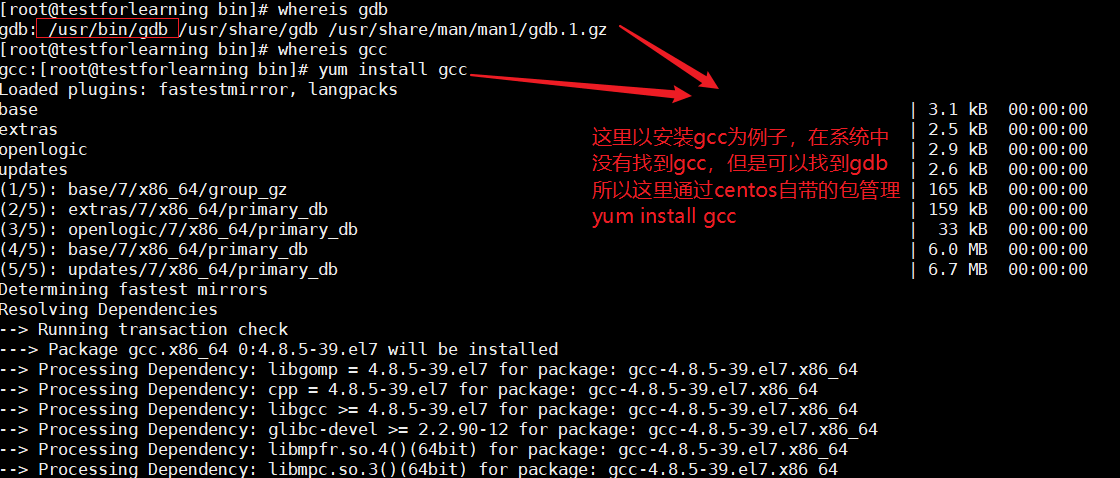 [root@testforlearning bin]# whereis gdb
gdb: /usr/bin/gdb /usr/share/gdb /usr/share/man/man1/gdb.1.gz
[root@testforlearning bin]# whereis gcc
gcc:[root@testforlearning bin]# yum install gcc
Loaded plugins: fastestmirror, langpacks
base | 3.1 kB 00:00:00
extras | 2.5 kB 00:00:00
openlogic | 2.9 kB 00:00:00
updates | 2.6 kB 00:00:00
(1/5): base/7/x86_64/group_gz | 165 kB 00:00:00
(2/5): extras/7/x86_64/primary_db | 159 kB 00:00:00
(3/5): openlogic/7/x86_64/primary_db | 33 kB 00:00:00
(4/5): base/7/x86_64/primary_db | 6.0 MB 00:00:00
(5/5): updates/7/x86_64/primary_db | 6.7 MB 00:00:00
这里以安装gcc为例子，在系统中
没有找到gcc，但是可以找到gdb
所以这里通过centos自带的包管理
yum install gcc
Determining fastest mirrors
Resolving Dependencies
--> Running transaction check
---> Package gcc.x86_64 0:4.8.5-39.el7 will be installed
--> Processing Dependency: libgomp = 4.8.5-39.el7 for package: gcc-4.8.5-39.el7.x86_64
--> Processing Dependency: cpp = 4.8.5-39.el7 for package: gcc-4.8.5-39.el7.x86_64
--> Processing Dependency: libgcc >= 4.8.5-39.el7 for package: gcc-4.8.5-39.el7.x86_64
--> Processing Dependency: glibc-devel >= 2.2.90-12 for package: gcc-4.8.5-39.el7.x86_64
--> Processing Dependency: libmpfr.so.4()(64bit) for package: gcc-4.8.5-39.el7.x86_64
--> Processing Dependency: libmpc.so.3()(64bit) for package: gcc-4.8.5-39.el7.x86_64